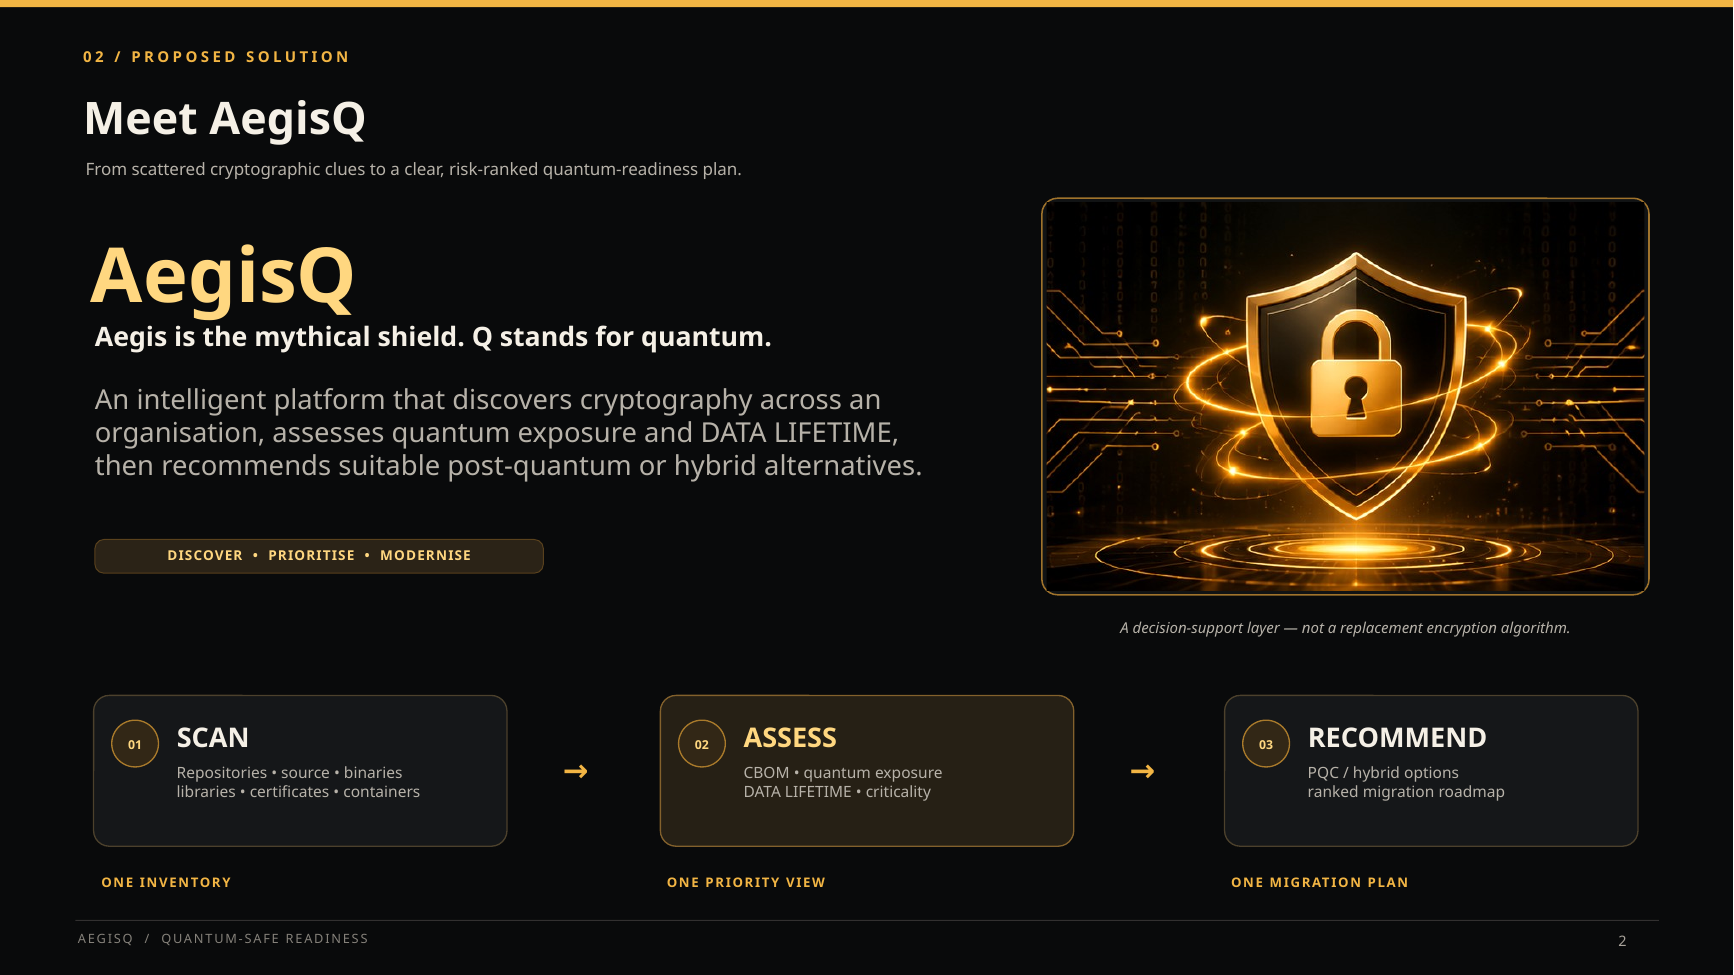 02 / PROPOSED SOLUTION
Meet AegisQ
From scattered cryptographic clues to a clear, risk-ranked quantum-readiness plan.
AegisQ
Aegis is the mythical shield. Q stands for quantum.
An intelligent platform that discovers cryptography across an
organisation, assesses quantum exposure and DATA LIFETIME,
then recommends suitable post-quantum or hybrid alternatives.
DISCOVER • PRIORITISE • MODERNISE
A decision-support layer — not a replacement encryption algorithm.
01
SCAN
Repositories • source • binaries
libraries • certificates • containers
→
02
ASSESS
CBOM • quantum exposure
DATA LIFETIME • criticality
→
03
RECOMMEND
PQC / hybrid options
ranked migration roadmap
ONE INVENTORY
ONE PRIORITY VIEW
ONE MIGRATION PLAN
AEGISQ / QUANTUM-SAFE READINESS
2